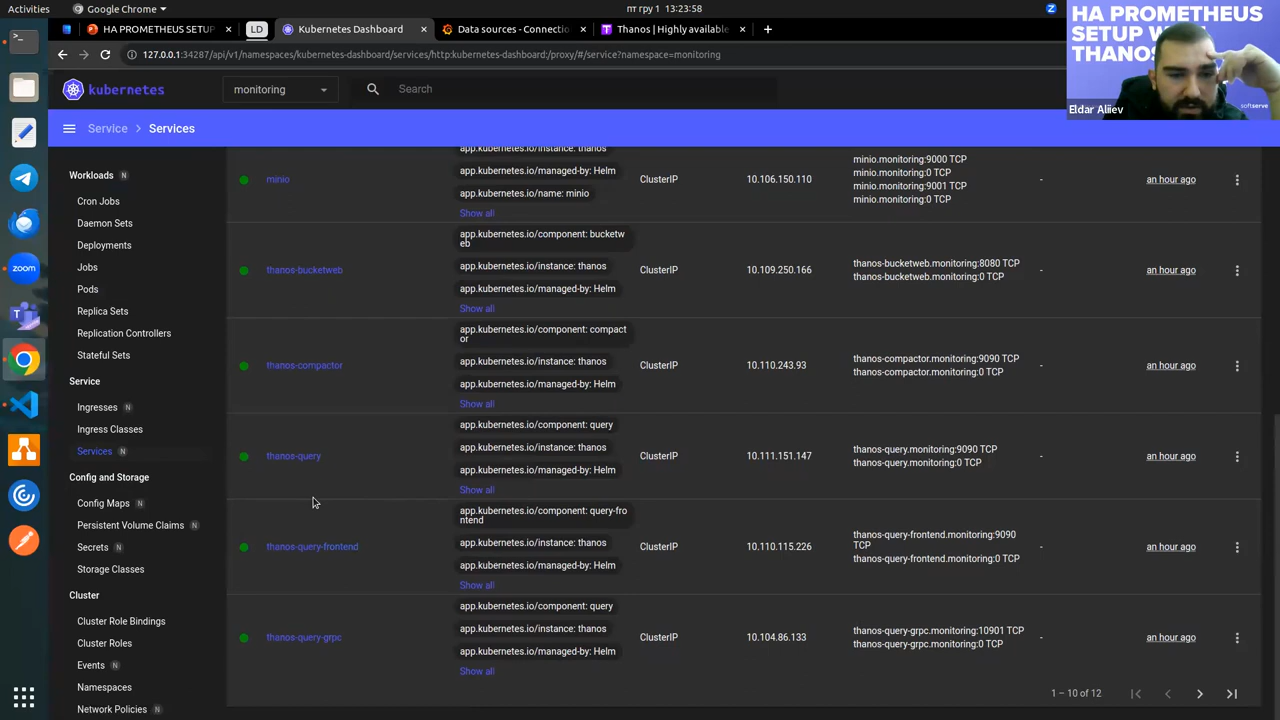 Activities
Google Chrome
пт гру 1 13:23:58
HA PROMETHEUS SETUP
LD
Kubernetes Dashboard
Data sources - Connectio
Thanos | Highly available
127.0.0.1:34287/api/v1/namespaces/kubernetes-dashboard/services/http:kubernetes-dashboard:/proxy/#/service?namespace=monitoring
HA PROMETHEUS
SETUP W
THANOS
Eldar Aliiev
softserve
kubernetes
monitoring
Search
Service
Services
Workloads
N
Cron Jobs
Daemon Sets
Deployments
Jobs
Pods
Replica Sets
Replication Controllers
Stateful Sets
Service
Ingresses
N
Ingress Classes
Services
N
Config and Storage
Config Maps
N
Persistent Volume Claims
N
Secrets
N
Storage Classes
Cluster
Cluster Role Bindings
Cluster Roles
Events
N
Namespaces
Network Policies
N
zoom
minio
app.kubernetes.io/instance: thanos
app.kubernetes.io/managed-by: Helm
app.kubernetes.io/name: minio
Show all
ClusterIP
10.106.150.110
minio.monitoring:9000 TCP
minio.monitoring:0 TCP
minio.monitoring:9001 TCP
minio.monitoring:0 TCP
-
an hour ago
thanos-bucketweb
app.kubernetes.io/component: bucketw
eb
app.kubernetes.io/instance: thanos
app.kubernetes.io/managed-by: Helm
Show all
ClusterIP
10.109.250.166
thanos-bucketweb.monitoring:8080 TCP
thanos-bucketweb.monitoring:0 TCP
-
an hour ago
thanos-compactor
app.kubernetes.io/component: compact
or
app.kubernetes.io/instance: thanos
app.kubernetes.io/managed-by: Helm
Show all
ClusterIP
10.110.243.93
thanos-compactor.monitoring:9090 TCP
thanos-compactor.monitoring:0 TCP
-
an hour ago
thanos-query
app.kubernetes.io/component: query
app.kubernetes.io/instance: thanos
app.kubernetes.io/managed-by: Helm
Show all
ClusterIP
10.111.151.147
thanos-query.monitoring:9090 TCP
thanos-query.monitoring:0 TCP
-
an hour ago
thanos-query-frontend
app.kubernetes.io/component: query-fro
ntend
app.kubernetes.io/instance: thanos
app.kubernetes.io/managed-by: Helm
Show all
ClusterIP
10.110.115.226
thanos-query-frontend.monitoring:9090
TCP
thanos-query-frontend.monitoring:0 TCP
-
an hour ago
thanos-query-grpc
app.kubernetes.io/component: query
app.kubernetes.io/instance: thanos
app.kubernetes.io/managed-by: Helm
Show all
ClusterIP
10.104.86.133
thanos-query-grpc.monitoring:10901 TCP
thanos-query-grpc.monitoring:0 TCP
-
an hour ago
1 – 10 of 12